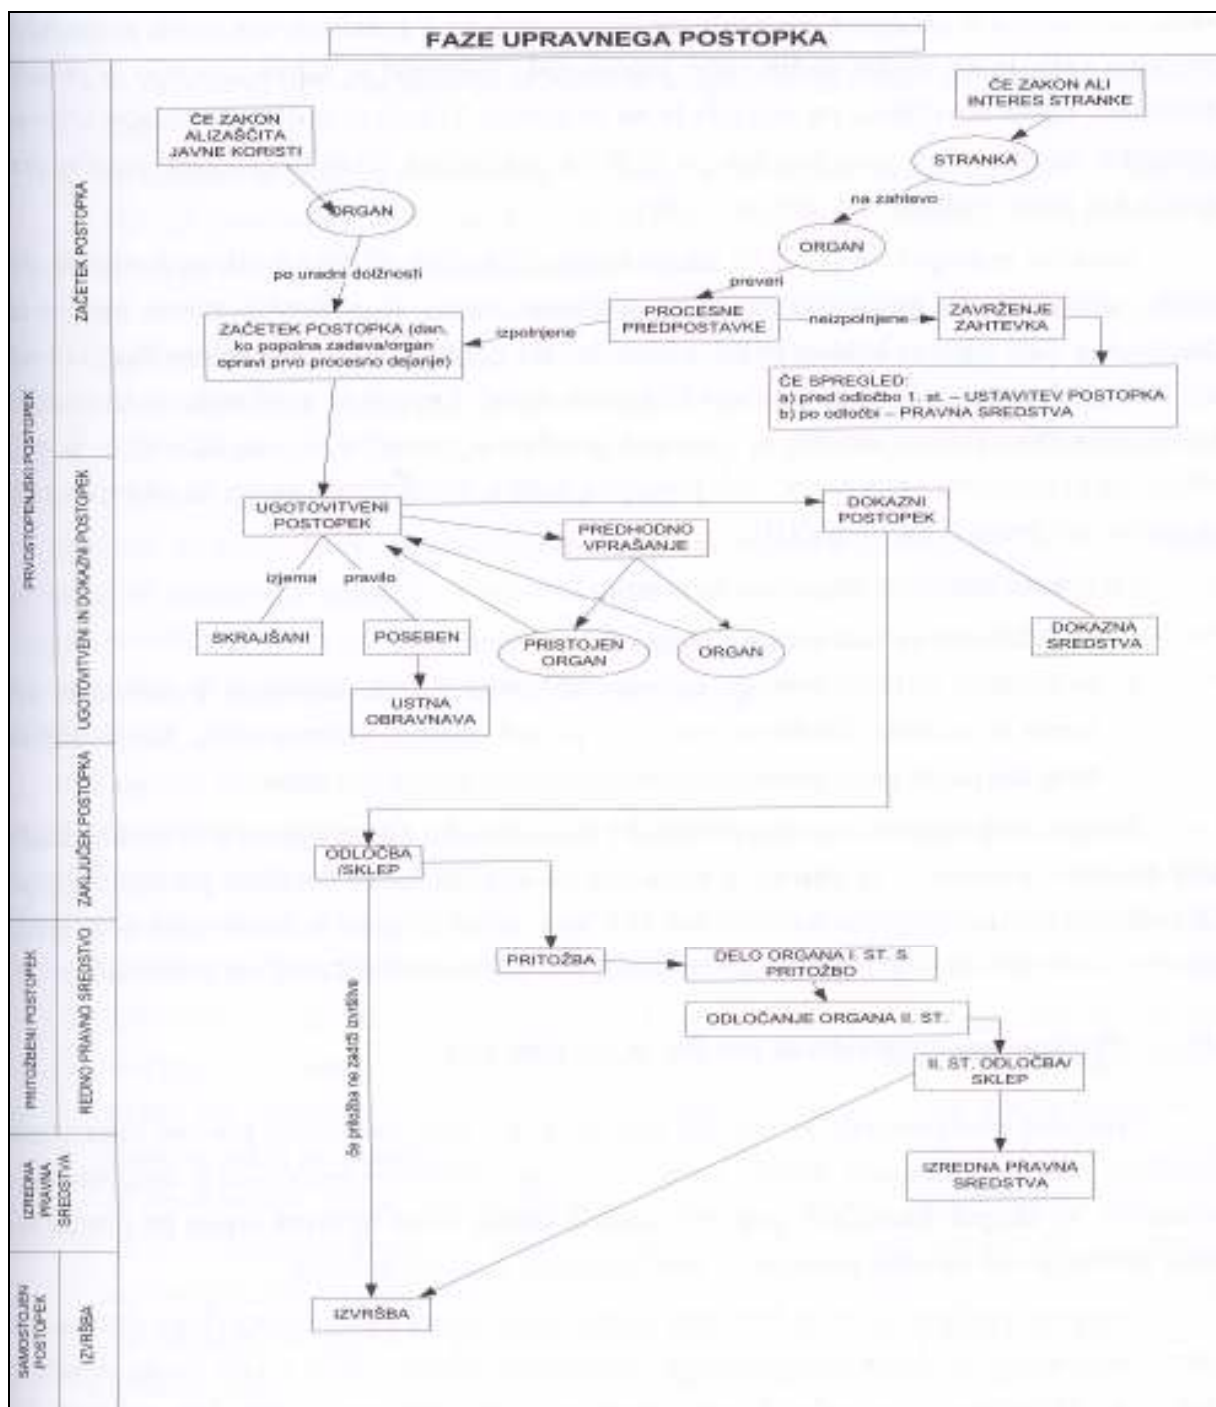 FAZE UPRAVNEGA POSTOPKA
ČE ZAKON
ALIZAŠČITA
JAVNE KORISTI
ČE ZAKON ALI
INTERES STRANKE
STRANKA
na zahtevo
ORGAN
ORGAN
po uradni dolžnosti
preveri
PROCESNE
PREDPOSTAVKE
izpolnjene
neizpolnjene
ZAVRŽENJE
ZAHTEVKA
ZAČETEK POSTOPKA (dan,
ko popolna zadeva/organ
opravi prvo procesno dejanje)
ČE SPREGLED:
a) pred odločbo 1. st. – USTAVITEV POSTOPKA
b) po odločbi – PRAVNA SREDSTVA
ZAČETEK POSTOPKA
PRVOSTOPENJSKI POSTOPEK
UGOTOVITVENI IN DOKAZNI POSTOPEK
UGOTOVITVENI
POSTOPEK
PREDHODNO
VPRAŠANJE
DOKAZNI
POSTOPEK
izjema
pravilo
SKRAJŠANI
POSEBEN
PRISTOJEN
ORGAN
ORGAN
DOKAZNA
SREDSTVA
USTNA
OBRAVNAVA
ZAKLJUČEK POSTOPKA
ODLOČBA
/SKLEP
PRITOŽBENI POSTOPEK
REDNO PRAVNO SREDSTVO
PRITOŽBA
DELO ORGANA I. ST. S
PRITOŽBO
ODLOČANJE ORGANA II. ST.
II. ST. ODLOČBA/
SKLEP
če pritožba ne zadrži izvršitve
IZREDNA
PRAVNA
SREDSTVA
IZREDNA PRAVNA
SREDSTVA
SAMOSTOJEN
POSTOPEK
IZVRŠBA
IZVRŠBA